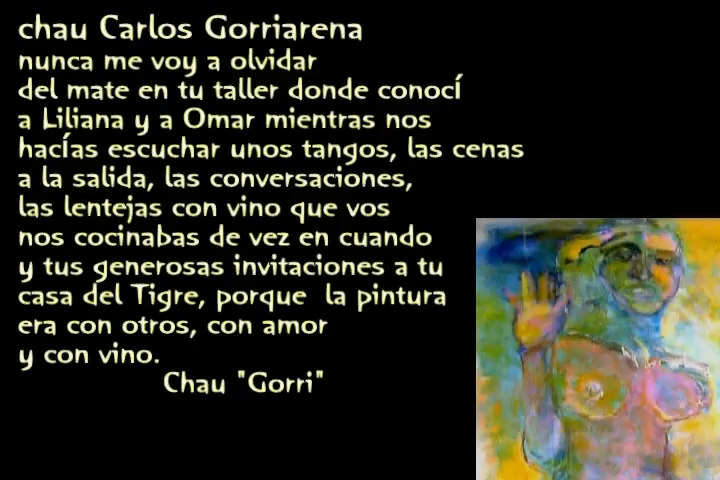 chau Carlos Gorriarena
nunca me voy a olvidar
del mate en tu taller donde conocí
a Liliana y a Omar mientras nos
hacías escuchar unos tangos, las cenas
a la salida, las conversaciones,
las lentejas con vino que vos
nos cocinabas de vez en cuando
y tus generosas invitaciones a tu
casa del Tigre, porque  la pintura
era con otros, con amor
y con vino.
Chau "Gorri"